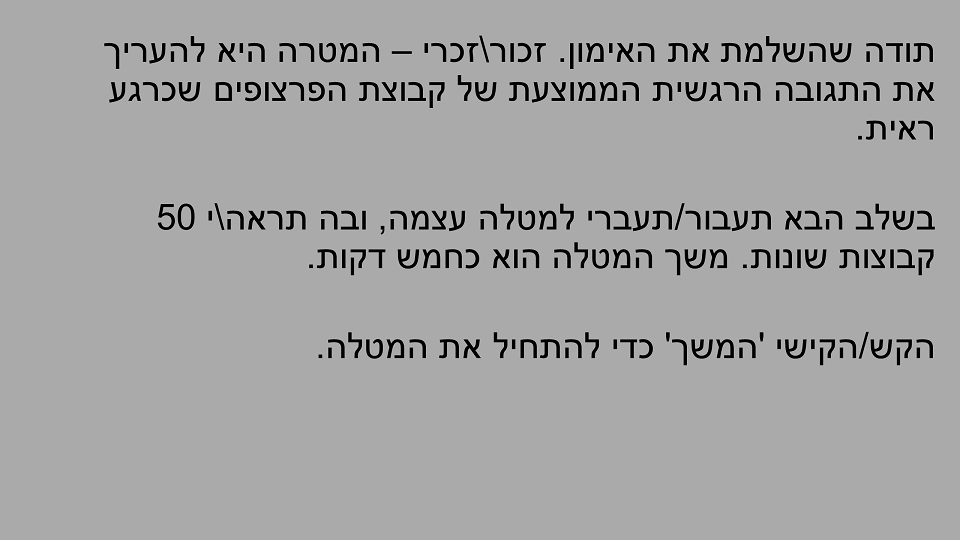 תודה שהשלמת את האימון. זכור\זכרי – המטרה היא להעריך
את התגובה הרגשית הממוצעת של קבוצת הפרצופים שכרגע
ראית.
בשלב הבא תעבור/תעברי למטלה עצמה, ובה תראה\י 50
קבוצות שונות. משך המטלה הוא כחמש דקות.
הקש/הקישי 'המשך' כדי להתחיל את המטלה.